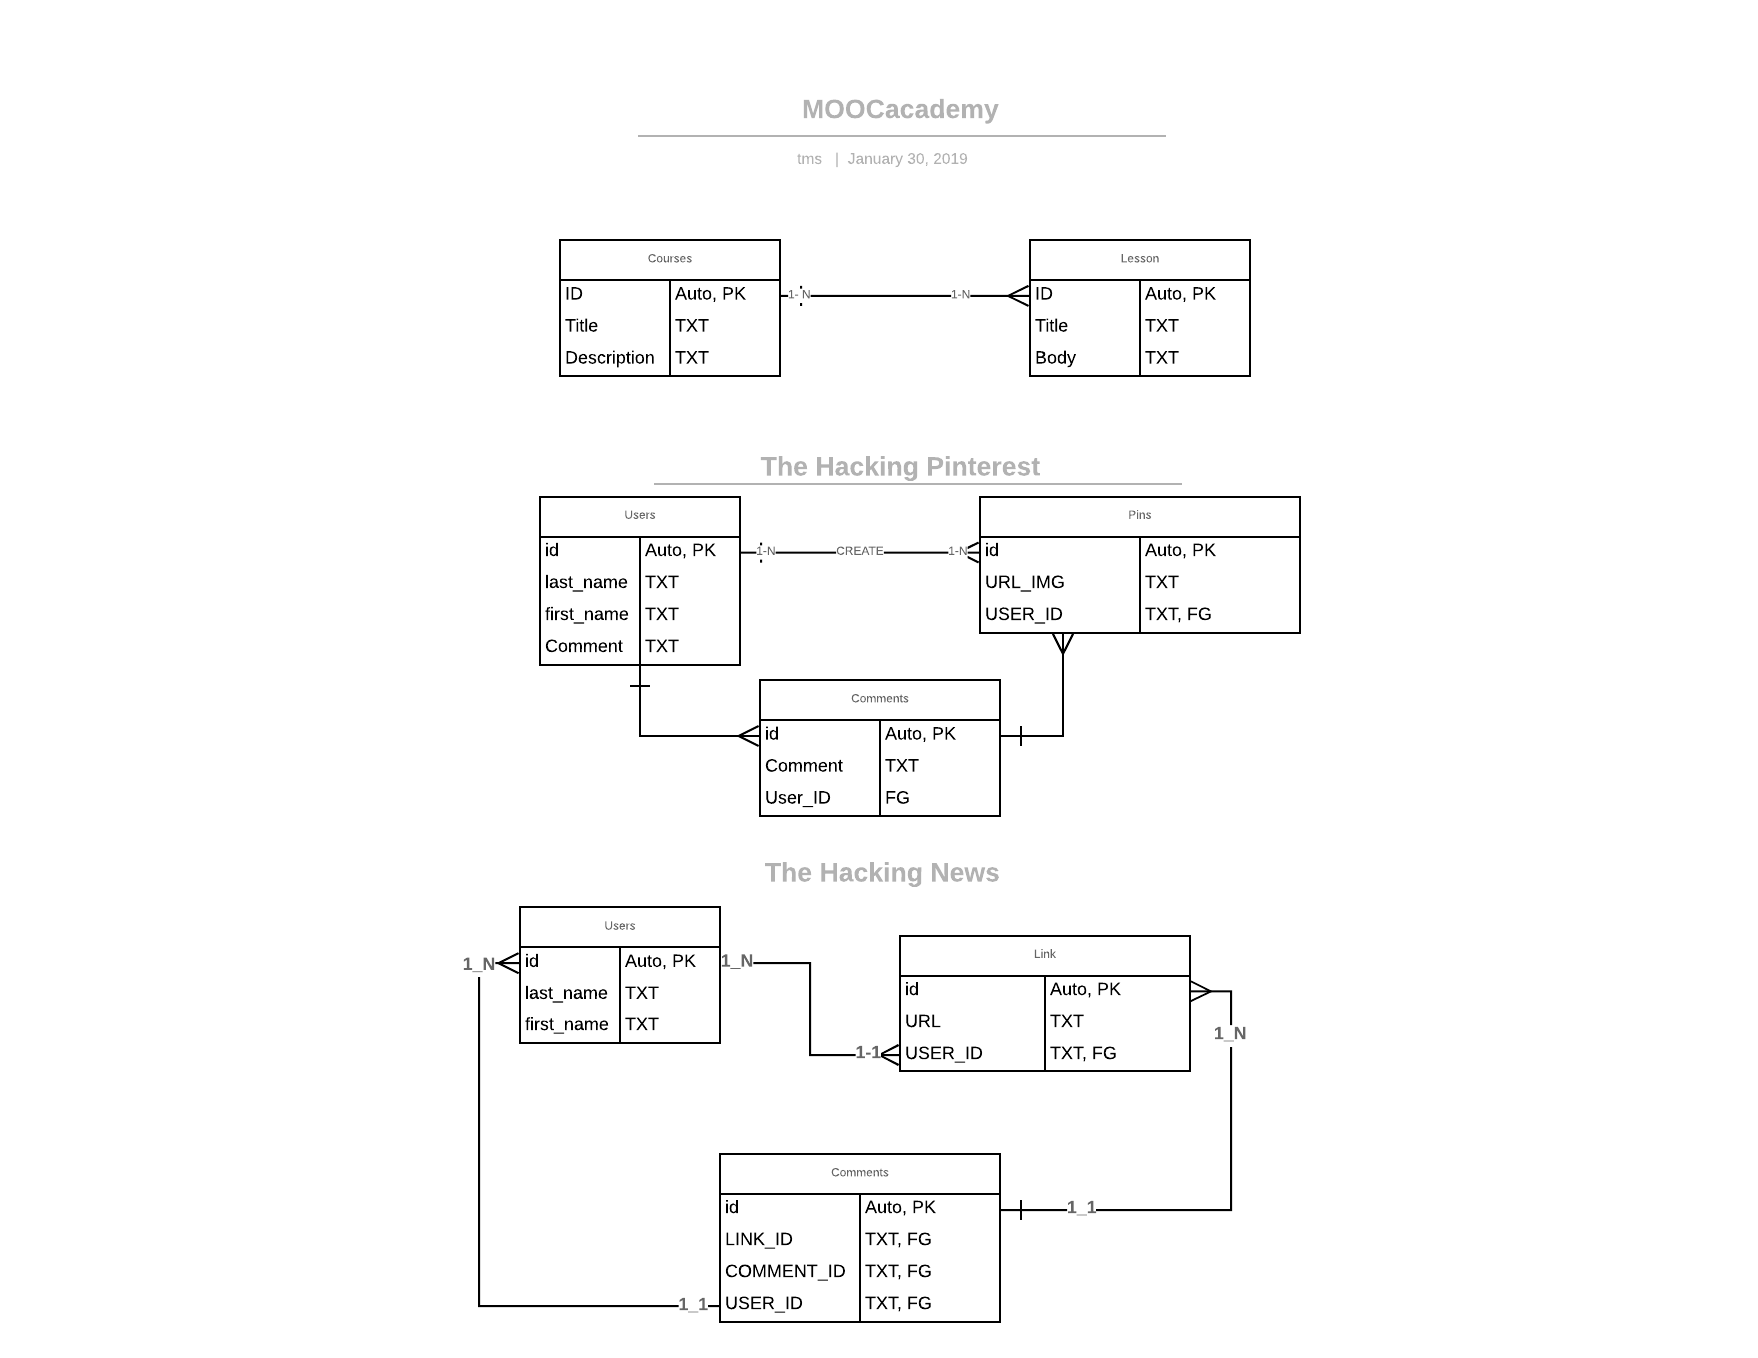 MOOCacademy
tms | January 30, 2019
Courses
ID Auto, PK
Title TXT
Description TXT
1- N
1-N
Lesson
ID Auto, PK
Title TXT
Body TXT
The Hacking Pinterest
Users
id Auto, PK
last_name TXT
first_name TXT
Comment TXT
1-N
CREATE
1-N
Pins
id Auto, PK
URL_IMG TXT
USER_ID TXT, FG
Comments
id Auto, PK
Comment TXT
User_ID FG
The Hacking News
1_N
Users
id Auto, PK
last_name TXT
first_name TXT
1_N
1-1
Link
id Auto, PK
URL TXT
USER_ID TXT, FG
1_N
Comments
id Auto, PK
LINK_ID TXT, FG
COMMENT_ID TXT, FG
USER_ID TXT, FG
1_1
1_1